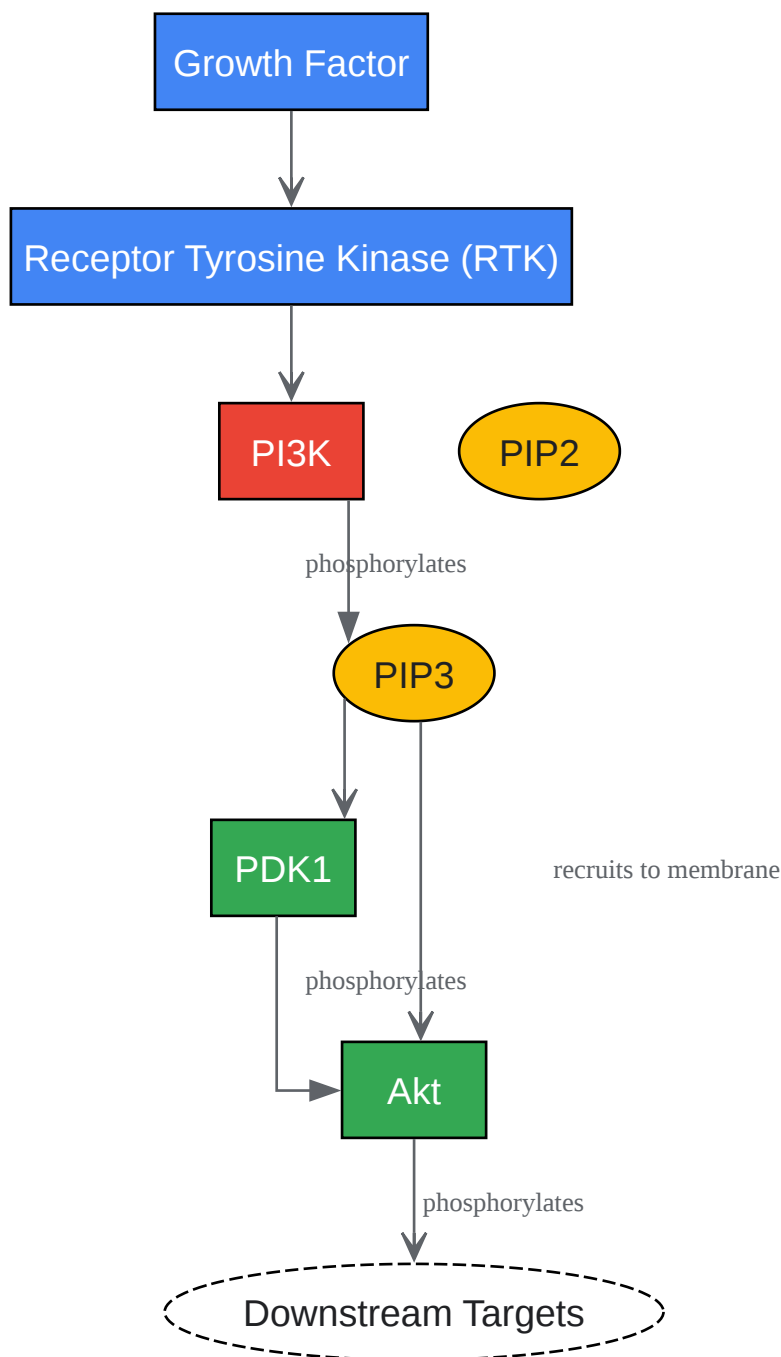 Growth Factor
Receptor Tyrosine Kinase (RTK)
PI3K
PIP2
phosphorylates
PIP3
PDK1
recruits to membrane
phosphorylates
Akt
phosphorylates
Downstream Targets